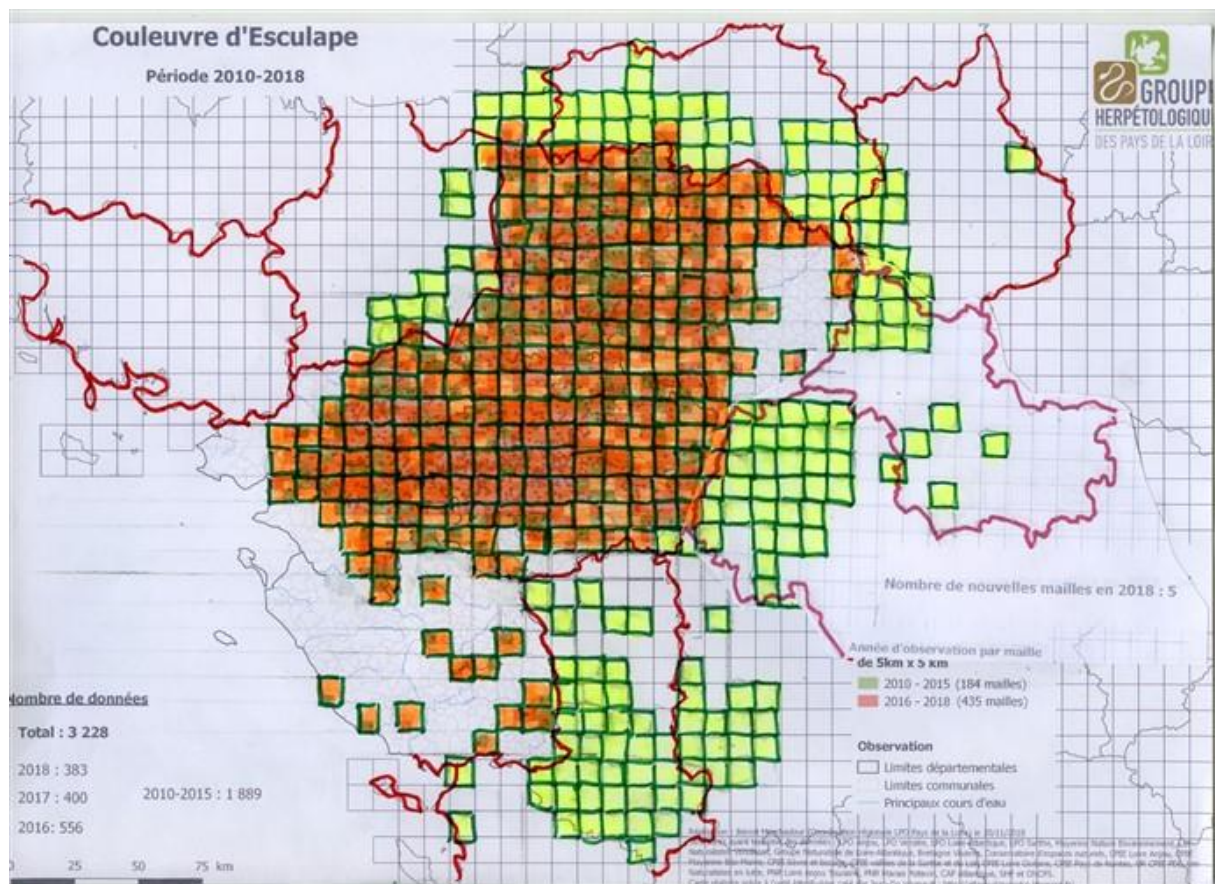 Couleuvre d'Esculape
Période 2010-2018
GROUPE
HERPÉTOLOGIQU
DES PAYS DE LA LOIR
Nombre de nouvelles mailles en 2018 : 5
Année d'observation par maille
de 5km x 5 km
2010 - 2015 (184 mailles)
2016 - 2018 (435 mailles)
Observation
Limites départementales
Limites communales
Principaux cours d'eau
Nombre de données
Total : 3 228
2018 : 383
2017 : 400
2010-2015 : 1 889
2016: 556
0 25 50 75 km